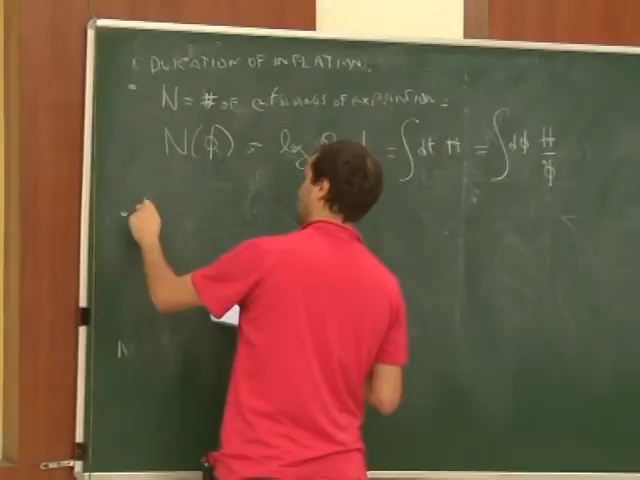 DURATION OF INFLATION.
N = # OF e-FOLDINGS OF EXPANSION =
N(ϕ) = log = ∫dt H = ∫dϕ H/ϕ̇
N